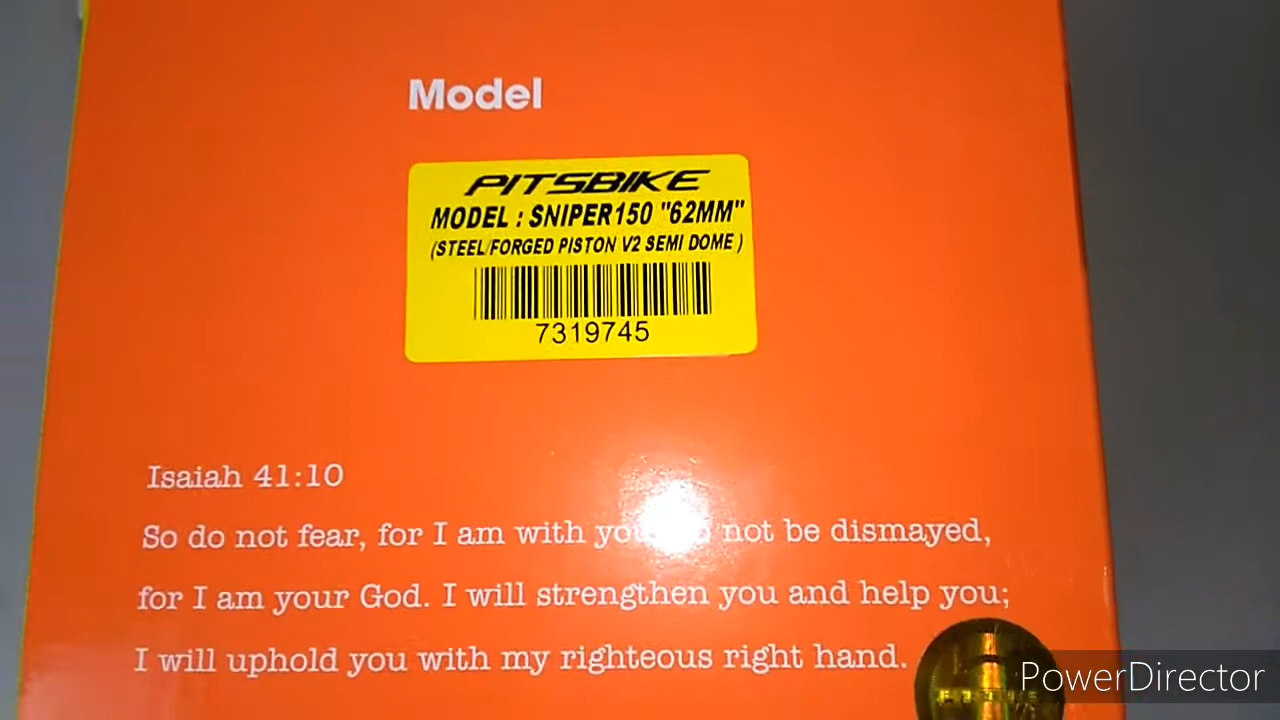 Model
PITSBIKE
MODEL : SNIPER150 "62MM"
(STEEL/FORGED PISTON V2 SEMI DOME )
7319745
Isaiah 41:10
So do not fear, for I am with not be dismayed,
for I am your God. I will strengthen you and help you;
I will uphold you with my righteous right hand.
PowerDirector